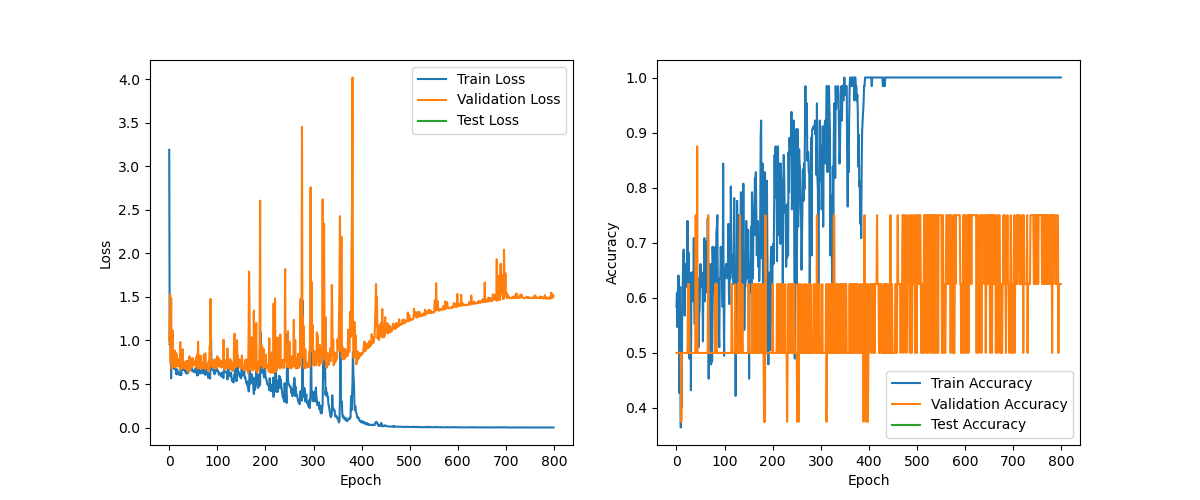 Train Loss
Validation Loss
Test Loss
4.0
3.5
3.0
2.5
2.0
1.5
1.0
0.5
0.0
Loss
0 100 200 300 400 500 600 700 800
Epoch
1.0
0.9
0.8
0.7
0.6
0.5
0.4
Accuracy
Train Accuracy
Validation Accuracy
Test Accuracy
0 100 200 300 400 500 600 700 800
Epoch